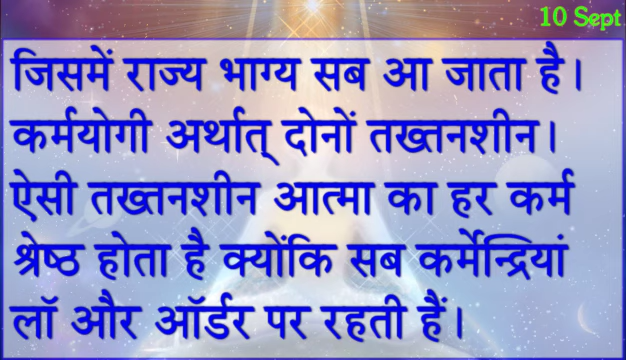 10 Sept
जिसमें राज्य भाग्य सब आ जाता है।
कर्मयोगी अर्थात् दोनों तख्तनशीन।
ऐसी तख्तनशीन आत्मा का हर कर्म
श्रेष्ठ होता है क्योंकि सब कर्मेन्द्रियां
लॉ और ऑर्डर पर रहती हैं।